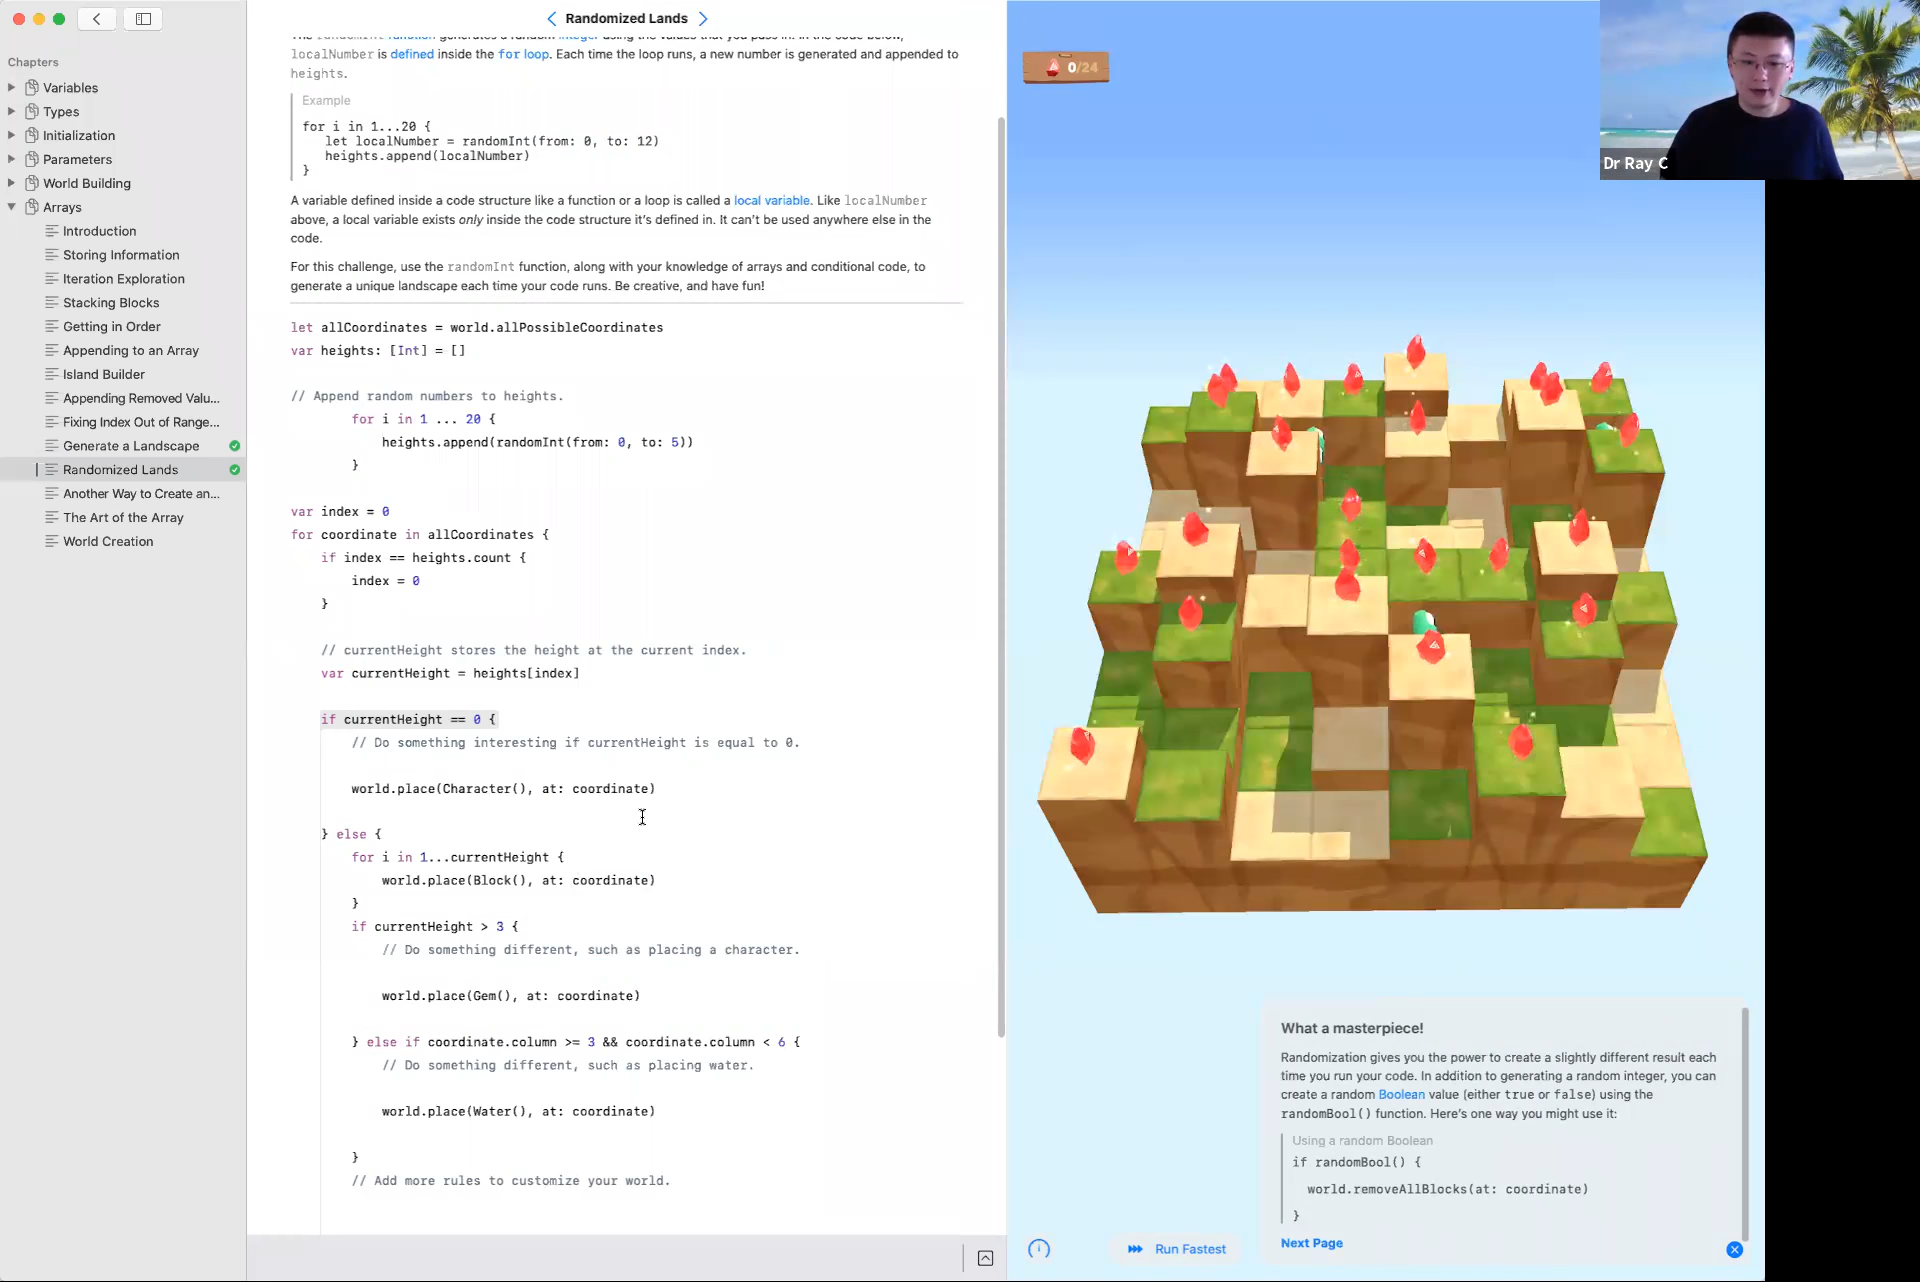 Randomized Lands
Chapters
Variables
Types
Initialization
Parameters
World Building
Arrays
Introduction
Storing Information
Iteration Exploration
Stacking Blocks
Getting in Order
Appending to an Array
Island Builder
Appending Removed Valu...
Fixing Index Out of Range...
Generate a Landscape
Randomized Lands
Another Way to Create an...
The Art of the Array
World Creation
localNumber is defined inside the for loop. Each time the loop runs, a new number is generated and appended to
heights.
Example
for i in 1...20 {
let localNumber = randomInt(from: 0, to: 12)
heights.append(localNumber)
}
A variable defined inside a code structure like a function or a loop is called a local variable. Like localNumber
above, a local variable exists only inside the code structure it's defined in. It can't be used anywhere else in the
code.
For this challenge, use the randomInt function, along with your knowledge of arrays and conditional code, to
generate a unique landscape each time your code runs. Be creative, and have fun!
let allCoordinates = world.allPossibleCoordinates
var heights: [Int] = []
// Append random numbers to heights.
for i in 1 ... 20 {
heights.append(randomInt(from: 0, to: 5))
}
var index = 0
for coordinate in allCoordinates {
if index == heights.count {
index = 0
}
// currentHeight stores the height at the current index.
var currentHeight = heights[index]
if currentHeight == 0 {
// Do something interesting if currentHeight is equal to 0.
world.place(Character(), at: coordinate)
} else {
for i in 1...currentHeight {
world.place(Block(), at: coordinate)
}
if currentHeight > 3 {
// Do something different, such as placing a character.
world.place(Gem(), at: coordinate)
} else if coordinate.column >= 3 && coordinate.column < 6 {
// Do something different, such as placing water.
world.place(Water(), at: coordinate)
}
// Add more rules to customize your world.
0/24
Dr Ray C
What a masterpiece!
Randomization gives you the power to create a slightly different result each
time you run your code. In addition to generating a random integer, you can
create a random Boolean value (either true or false) using the
randomBool() function. Here's one way you might use it:
Using a random Boolean
if randomBool() {
world.removeAllBlocks(at: coordinate)
}
Next Page
Run Fastest